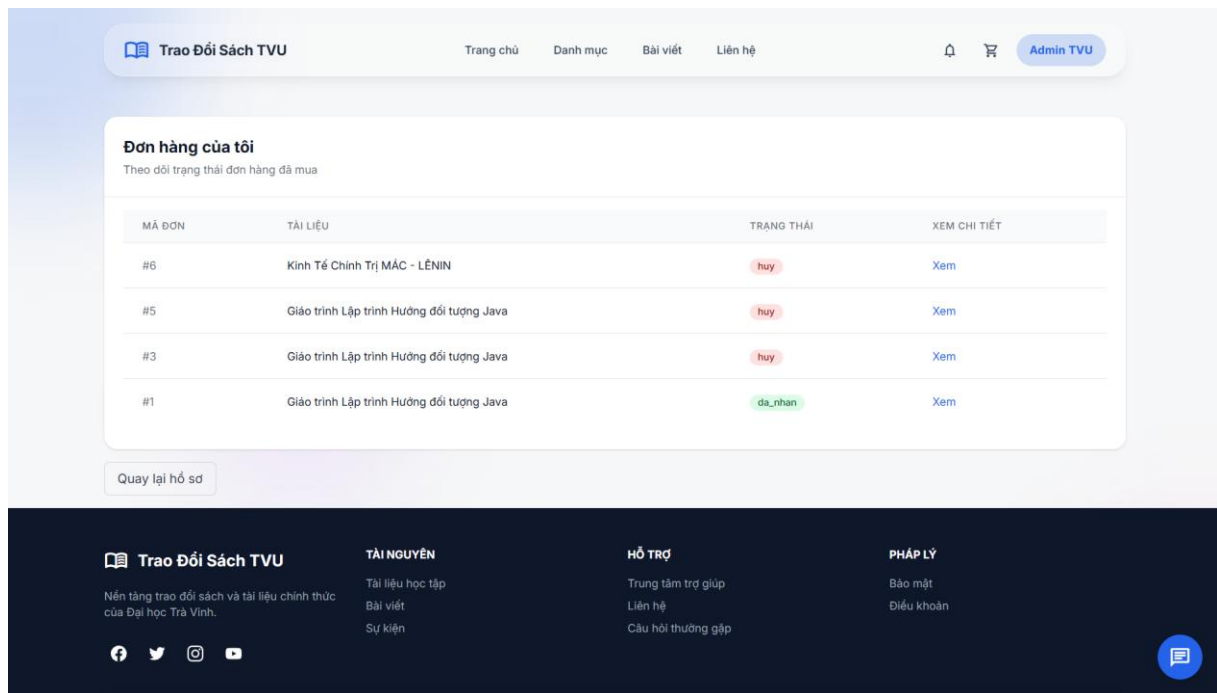 Trao Đổi Sách TVU
Trang chủ Danh mục Bài viết Liên hệ
Admin TVU
Đơn hàng của tôi
Theo dõi trạng thái đơn hàng đã mua
MÃ ĐƠN TÀI LIỆU TRẠNG THÁI XEM CHI TIẾT
#6 Kinh Tế Chính Trị MÁC - LÊNIN huy Xem
#5 Giáo trình Lập trình Hướng đối tượng Java huy Xem
#3 Giáo trình Lập trình Hướng đối tượng Java huy Xem
#1 Giáo trình Lập trình Hướng đối tượng Java da_nhan Xem
Quay lại hồ sơ
Trao Đổi Sách TVU
Nền tảng trao đổi sách và tài liệu chính thức
của Đại học Trà Vinh.
TÀI NGUYÊN
Tài liệu học tập
Bài viết
Sự kiện
HỖ TRỢ
Trung tâm trợ giúp
Liên hệ
Câu hỏi thường gặp
PHÁP LÝ
Bảo mật
Điều khoản